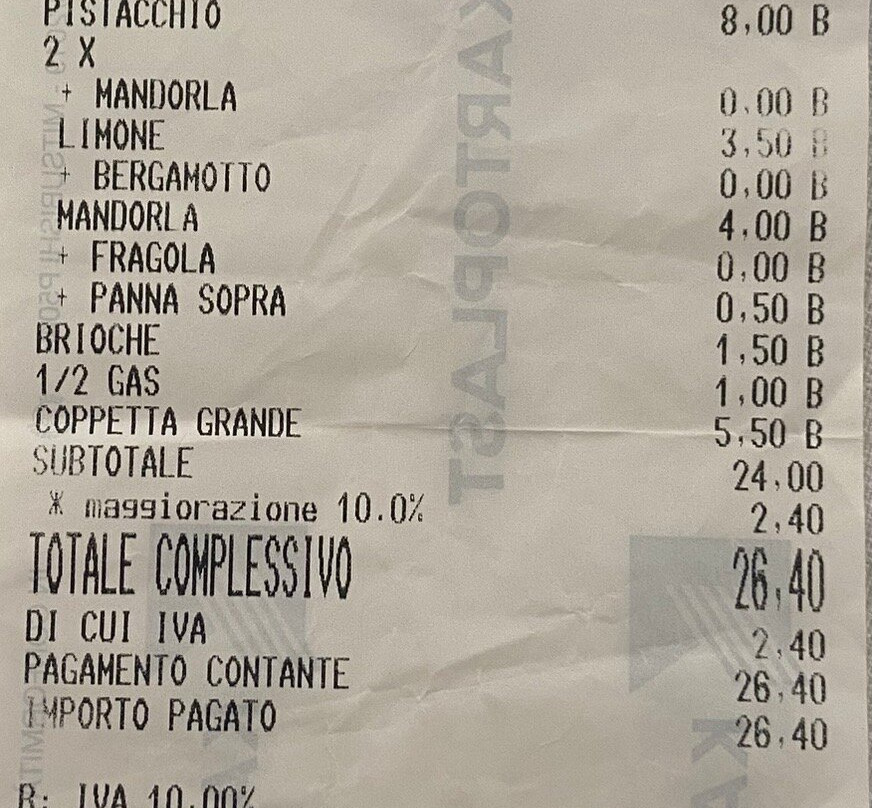 PISTACCHIO 8,00 B
2 X
+ MANDORLA 0,00 B
LIMONE 3,50 B
+ BERGAMOTTO 0,00 B
MANDORLA 4,00 B
+ FRAGOLA 0,00 B
+ PANNA SOPRA 0,50 B
BRIOCHE 1,50 B
1/2 GAS 1,00 B
COPPETTA GRANDE 5,50 B
SUBTOTALE 24,00
* maggiorazione 10.0% 2,40
TOTALE COMPLESSIVO 26,40
DI CUI IVA 2,40
PAGAMENTO CONTANTE 26,40
IMPORTO PAGATO 26,40
B: IVA 10,00%
KARTOPLAST
MITSUBISHI
KA